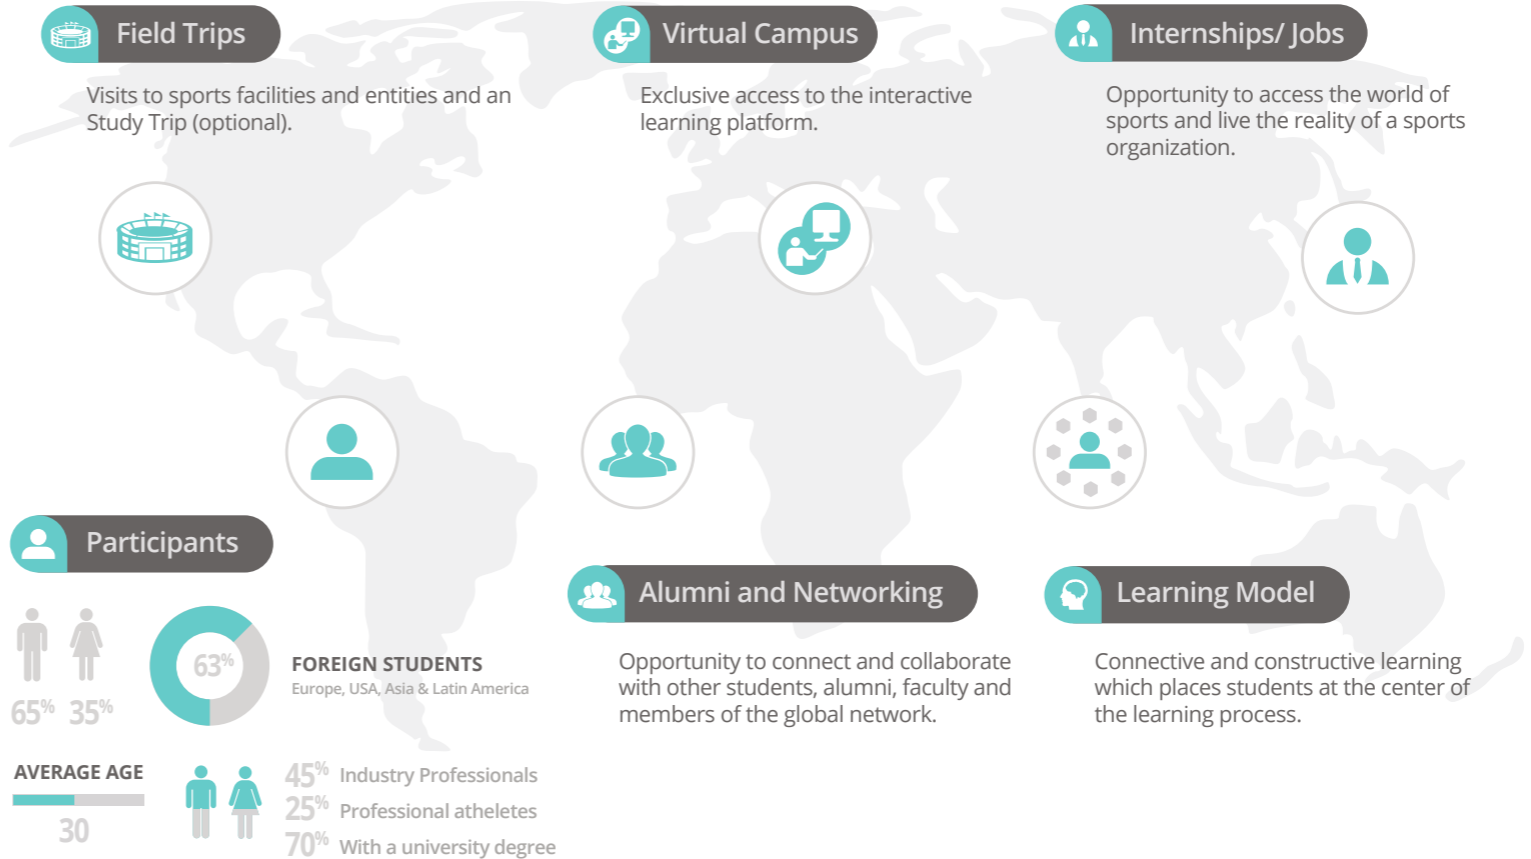 Field Trips
Visits to sports facilities and entities and an
Study Trip (optional).
Virtual Campus
Exclusive access to the interactive
learning platform.
Internships/ Jobs
Opportunity to access the world of
sports and live the reality of a sports
organization.
Participants
65% 35%
63%
FOREIGN STUDENTS
Europe, USA, Asia & Latin America
AVERAGE AGE
30
45% Industry Professionals
25% Professional atheletes
70% With a university degree
Alumni and Networking
Opportunity to connect and collaborate
with other students, alumni, faculty and
members of the global network.
Learning Model
Connective and constructive learning
which places students at the center of
the learning process.